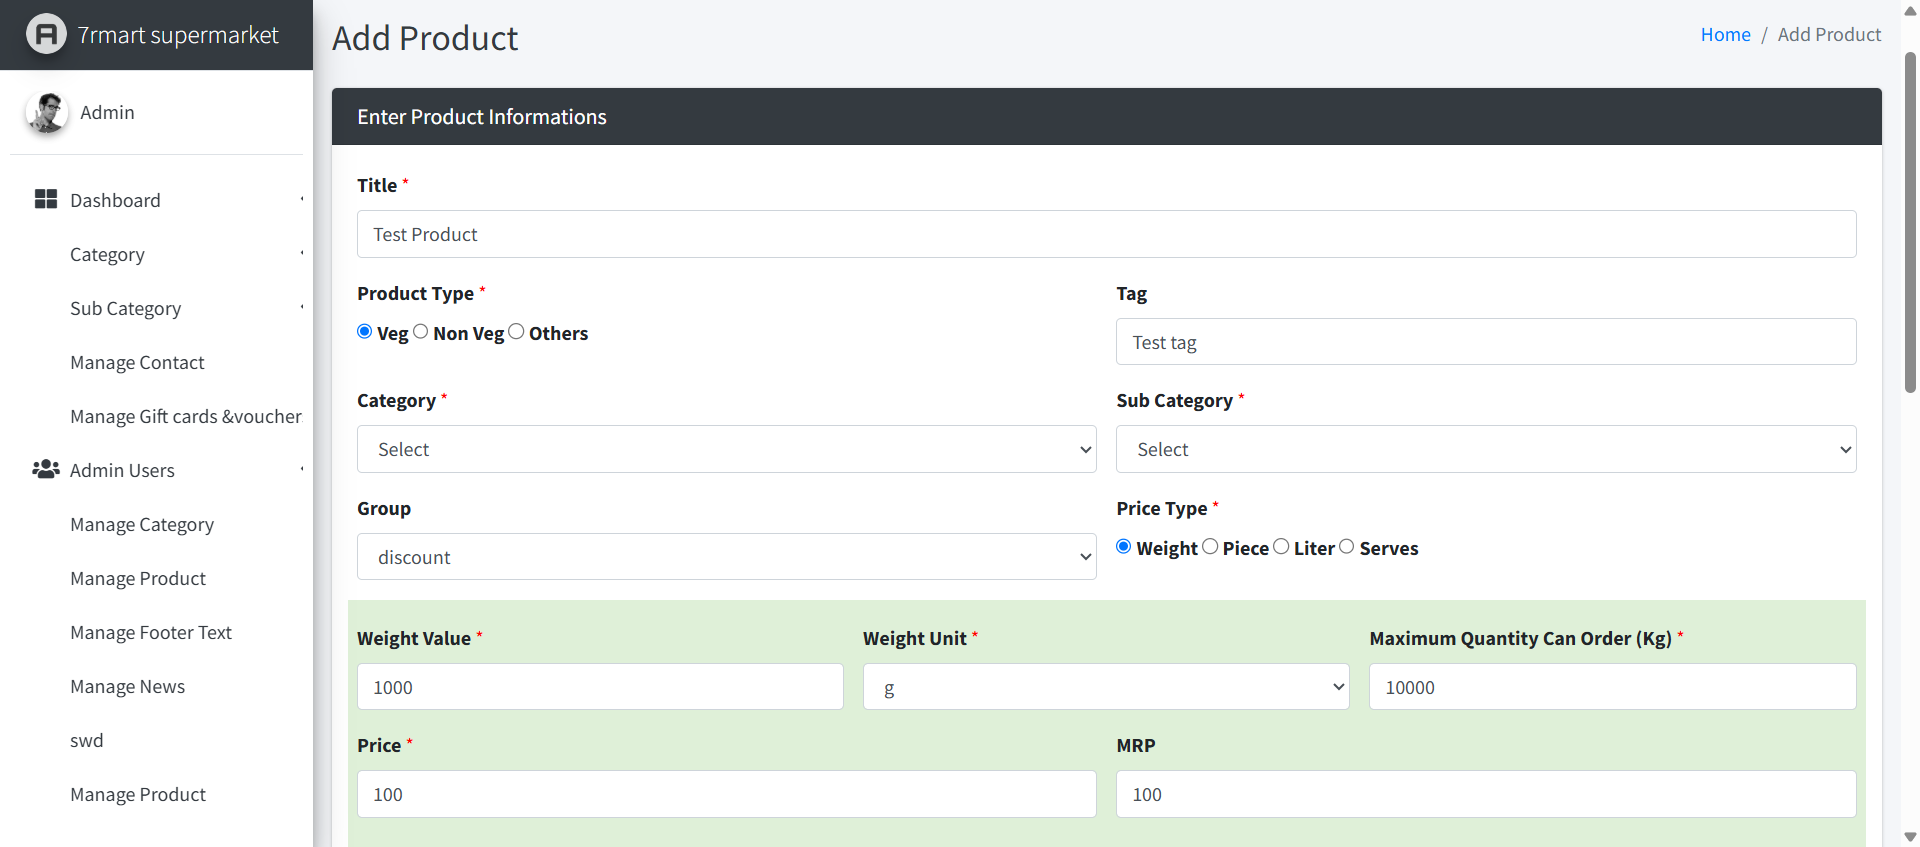 7rmart supermarket
Admin
Dashboard
Category
Sub Category
Manage Contact
Manage Gift cards &voucher
Admin Users
Manage Category
Manage Product
Manage Footer Text
Manage News
swd
Manage Product
Add Product
Home / Add Product
Enter Product Informations
Title *
Test Product
Product Type *
Veg Non Veg Others
Tag
Test tag
Category *
Select
Sub Category *
Select
Group
discount
Price Type *
Weight Piece Liter Serves
Weight Value *
1000
Weight Unit *
g
Maximum Quantity Can Order (Kg) *
10000
Price *
100
MRP
100